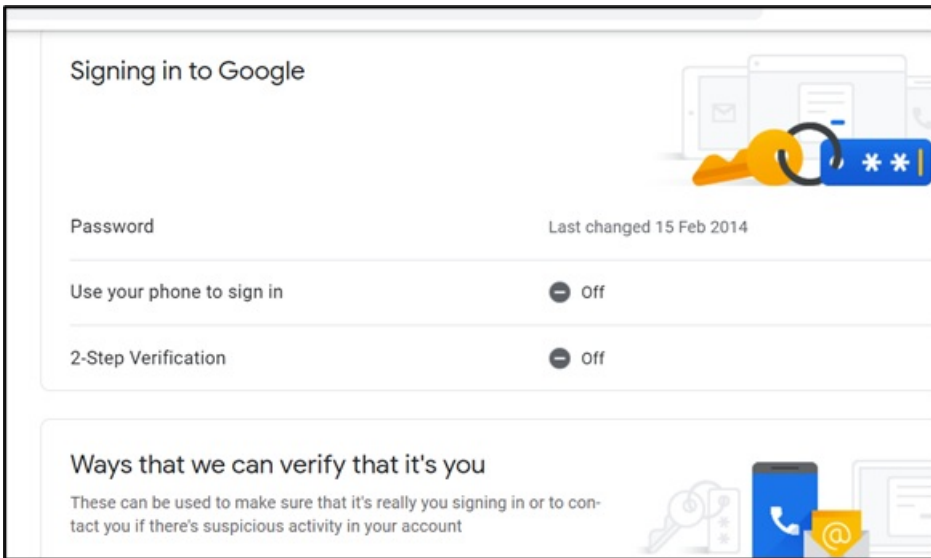 Signing in to Google
**
Password Last changed 15 Feb 2014
Use your phone to sign in Off
2-Step Verification Off
Ways that we can verify that it's you
These can be used to make sure that it's really you signing in or to con-
tact you if there's suspicious activity in your account
@